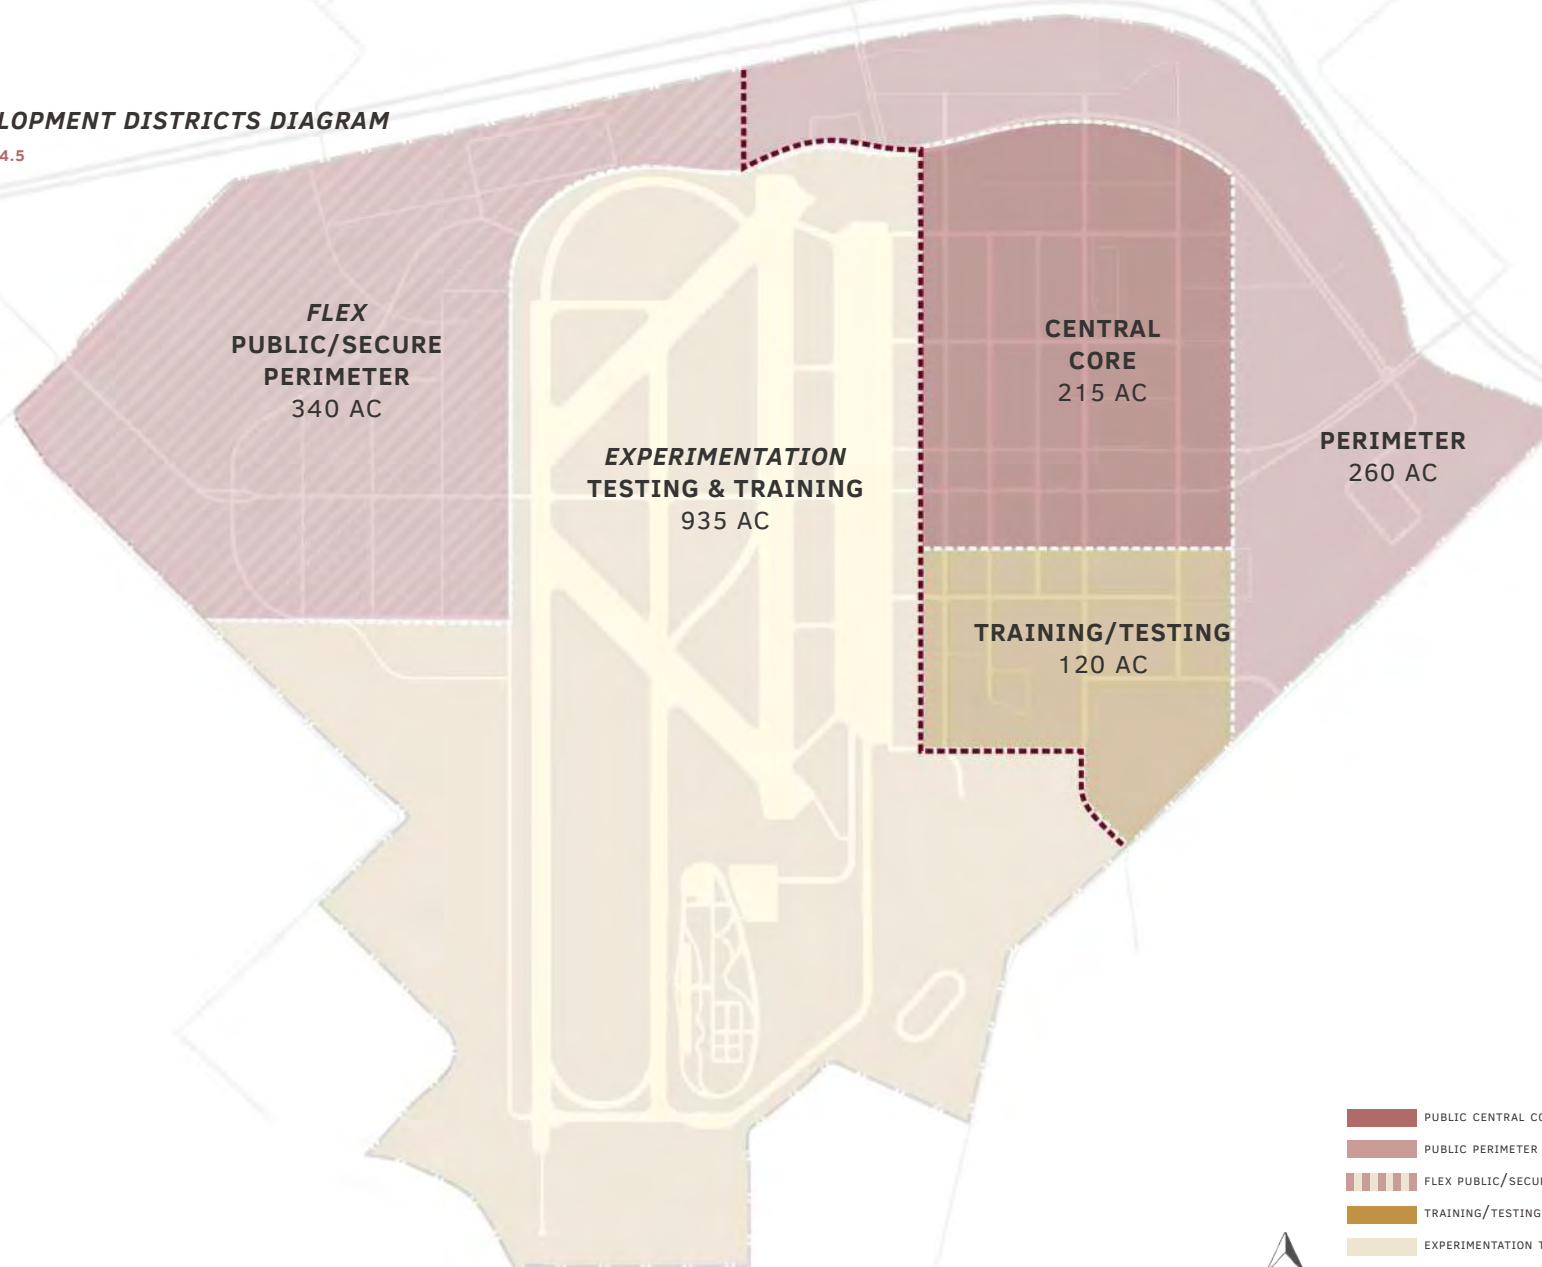 LOPMENT DISTRICTS DIAGRAM
4.5
FLEX
PUBLIC/SECURE
PERIMETER
340 AC
EXPERIMENTATION
TESTING & TRAINING
935 AC
CENTRAL
CORE
215 AC
PERIMETER
260 AC
TRAINING/TESTING
120 AC
PUBLIC CENTRAL CO
PUBLIC PERIMETER
FLEX PUBLIC/SECU
TRAINING/TESTING
EXPERIMENTATION T